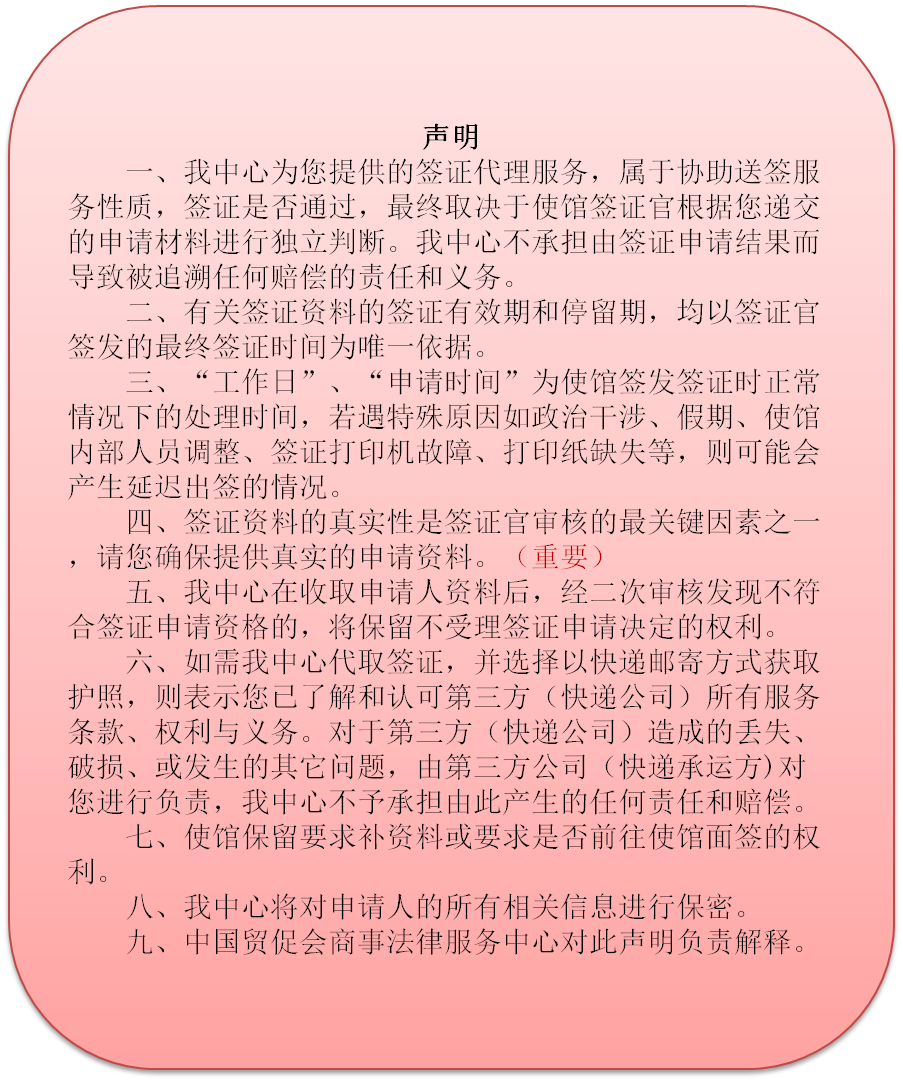 声明
一、我中心为您提供的签证代理服务，属于协助送签服
务性质，签证是否通过，最终取决于使馆签证官根据您递交
的申请材料进行独立判断。我中心不承担由签证申请结果而
导致被追溯任何赔偿的责任和义务。
二、有关签证资料的签证有效期和停留期，均以签证官
签发的最终签证时间为唯一依据。
三、“工作日”、“申请时间”为使馆签发签证时正常
情况下的处理时间，若遇特殊原因如政治干涉、假期、使馆
内部人员调整、签证打印机故障、打印纸缺失等，则可能会
产生延迟出签的情况。
四、签证资料的真实性是签证官审核的最关键因素之一
，请您确保提供真实的申请资料。（重要）
五、我中心在收取申请人资料后，经二次审核发现不符
合签证申请资格的，将保留不受理签证申请决定的权利。
六、如需我中心代取签证，并选择以快递邮寄方式获取
护照，则表示您已了解和认可第三方（快递公司）所有服务
条款、权利与义务。对于第三方（快递公司）造成的丢失、
破损、或发生的其它问题，由第三方公司（快递承运方)对
您进行负责，我中心不予承担由此产生的任何责任和赔偿。
七、使馆保留要求补资料或要求是否前往使馆面签的权
利。
八、我中心将对申请人的所有相关信息进行保密。
九、中国贸促会商事法律服务中心对此声明负责解释。